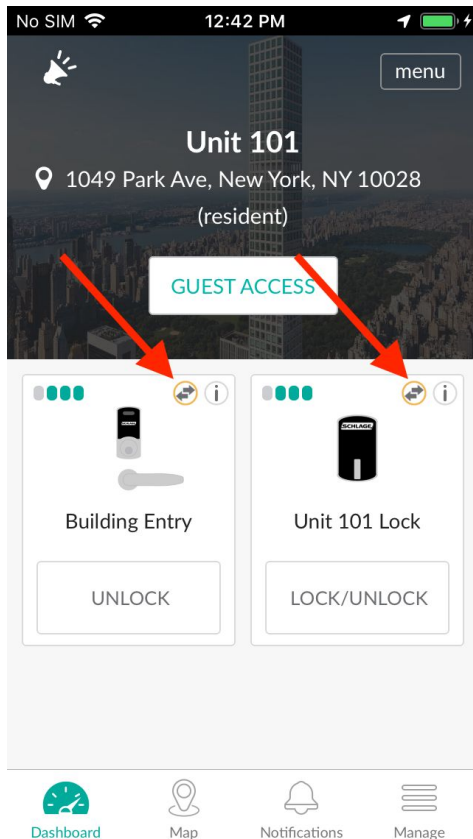 No SIM 12:42 PM
menu
Unit 101
1049 Park Ave, New York, NY 10028
(resident)
GUEST ACCESS
i i
SCHLAGE
Building Entry Unit 101 Lock
UNLOCK LOCK/UNLOCK
Dashboard Map Notifications Manage